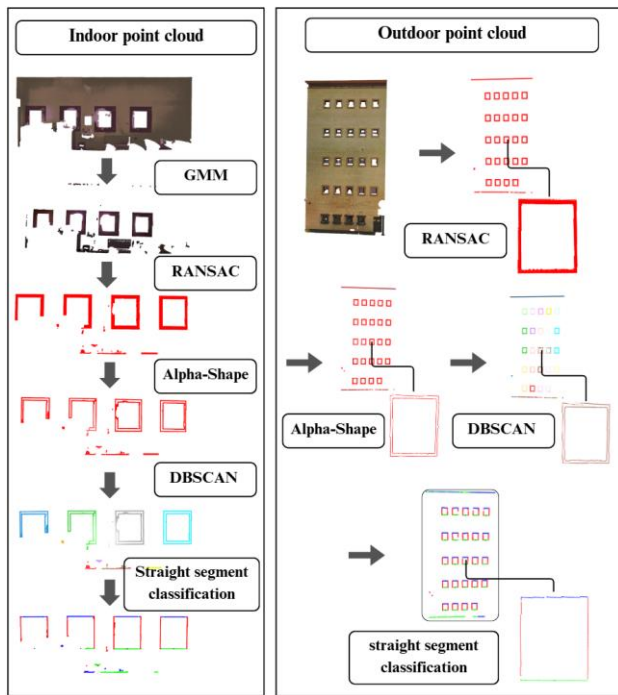 Indoor point cloud
GMM
RANSAC
Alpha-Shape
DBSCAN
Straight segment
classification
Outdoor point cloud
RANSAC
Alpha-Shape
DBSCAN
straight segment
classification